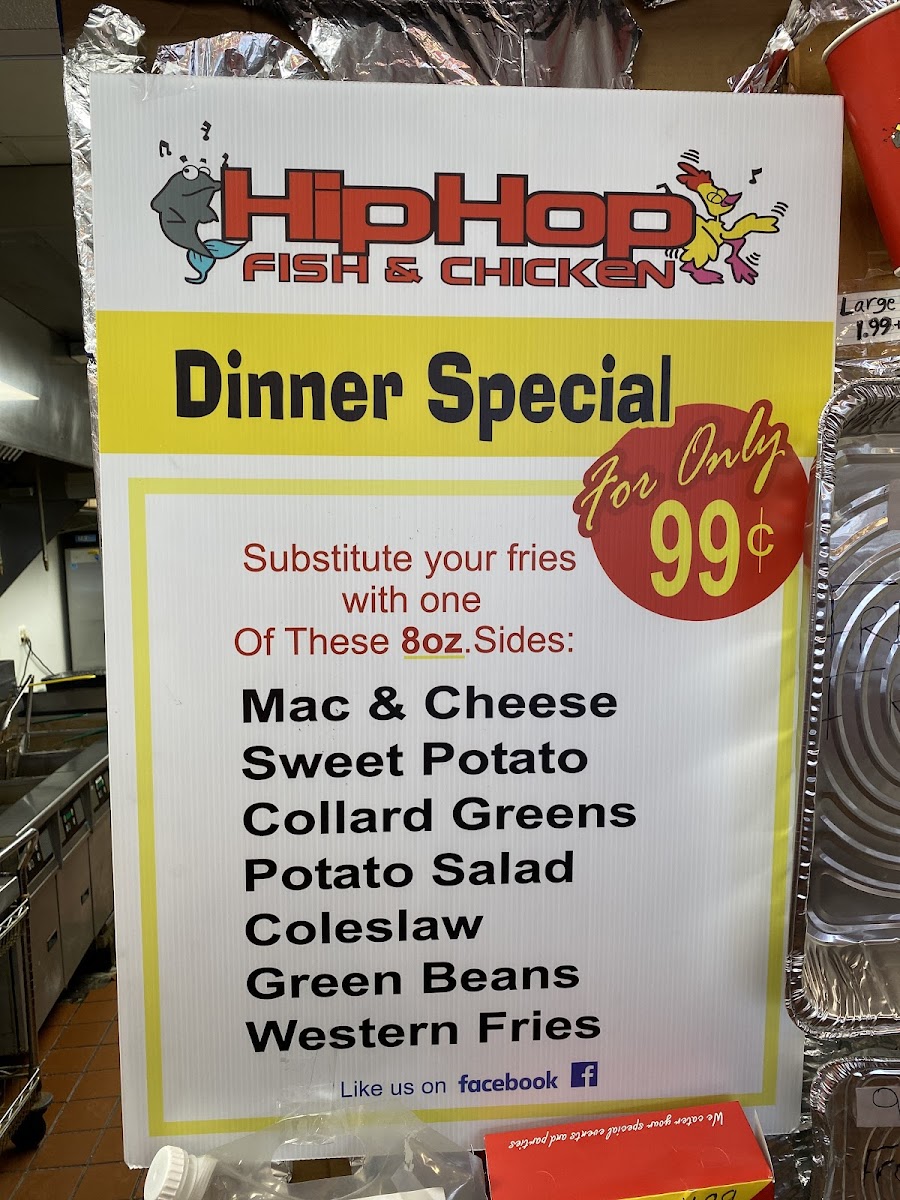 HipHop
FISH & CHICKEN
Dinner Special
For Only
99¢
Substitute your fries
with one
Of These 8oz.Sides:
Mac & Cheese
Sweet Potato
Collard Greens
Potato Salad
Coleslaw
Green Beans
Western Fries
Like us on facebook f
Large
1.99+
We cater your special events and parties